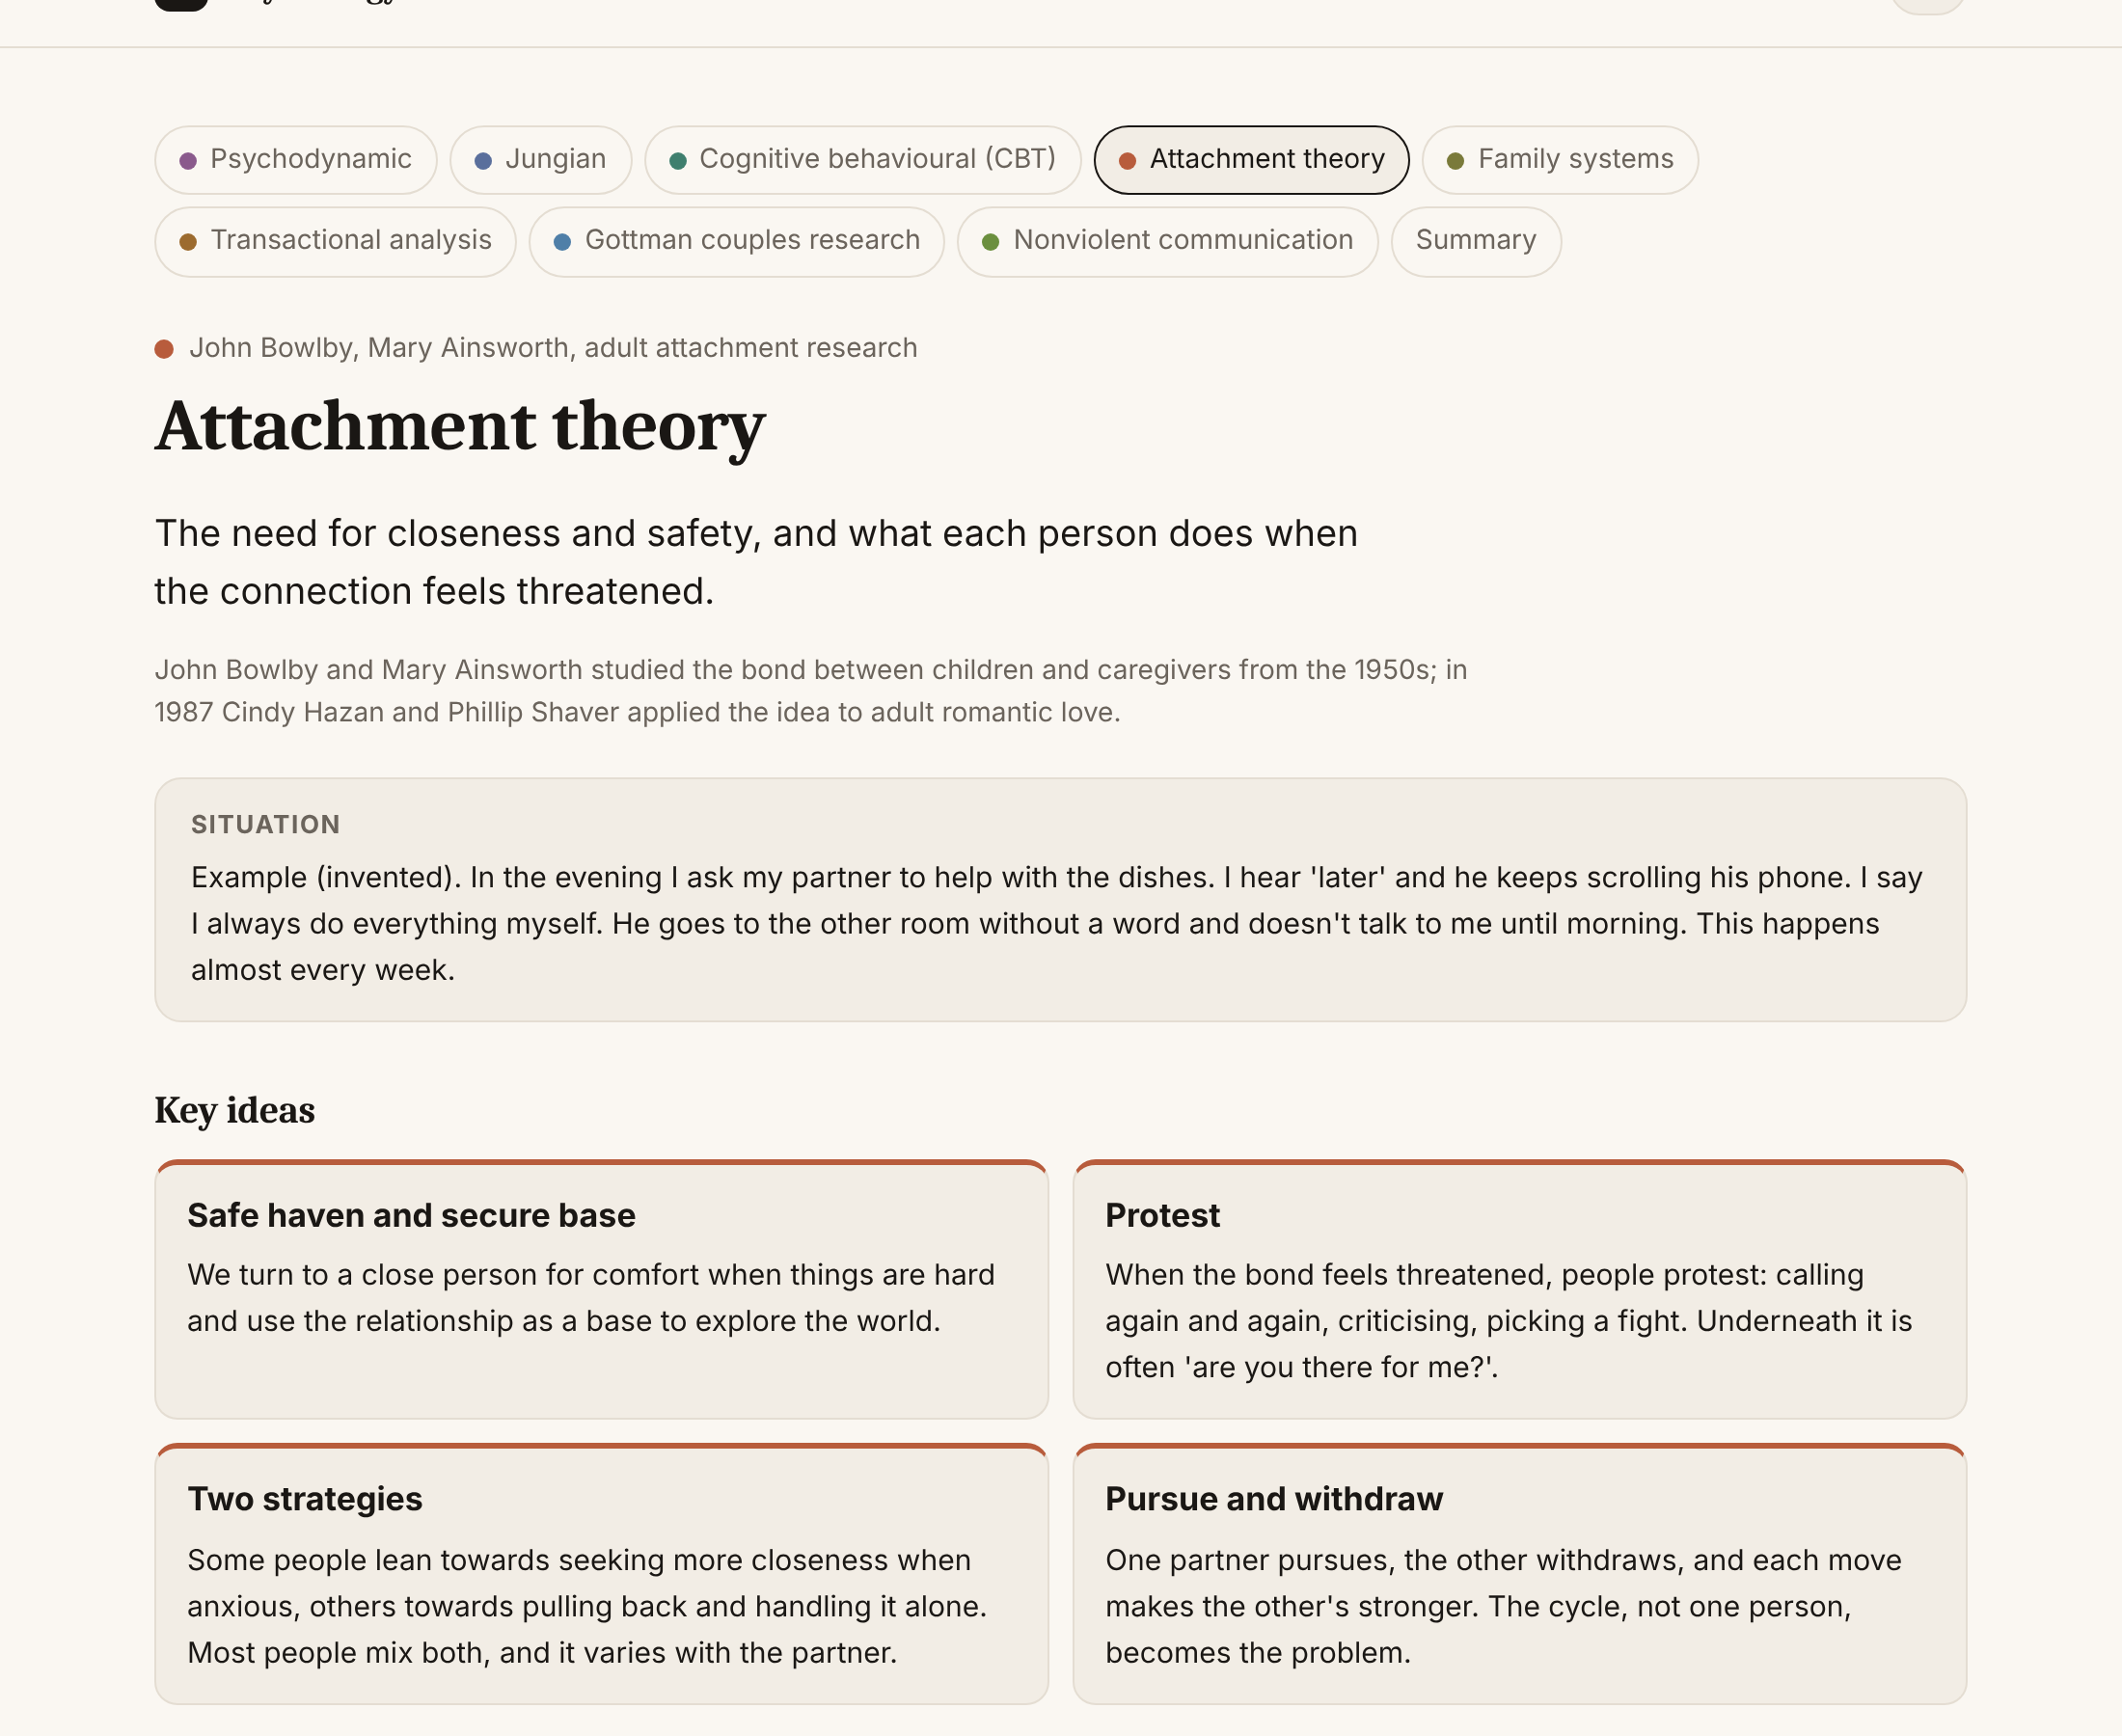 Psychodynamic
Jungian
Cognitive behavioural (CBT)
Attachment theory
Family systems
Transactional analysis
Gottman couples research
Nonviolent communication
Summary
John Bowlby, Mary Ainsworth, adult attachment research
Attachment theory
The need for closeness and safety, and what each person does when
the connection feels threatened.
John Bowlby and Mary Ainsworth studied the bond between children and caregivers from the 1950s; in
1987 Cindy Hazan and Phillip Shaver applied the idea to adult romantic love.
SITUATION
Example (invented). In the evening I ask my partner to help with the dishes. I hear 'later' and he keeps scrolling his phone. I say
I always do everything myself. He goes to the other room without a word and doesn't talk to me until morning. This happens
almost every week.
Key ideas
Safe haven and secure base
We turn to a close person for comfort when things are hard
and use the relationship as a base to explore the world.
Protest
When the bond feels threatened, people protest: calling
again and again, criticising, picking a fight. Underneath it is
often 'are you there for me?'.
Two strategies
Some people lean towards seeking more closeness when
anxious, others towards pulling back and handling it alone.
Most people mix both, and it varies with the partner.
Pursue and withdraw
One partner pursues, the other withdraws, and each move
makes the other's stronger. The cycle, not one person,
becomes the problem.